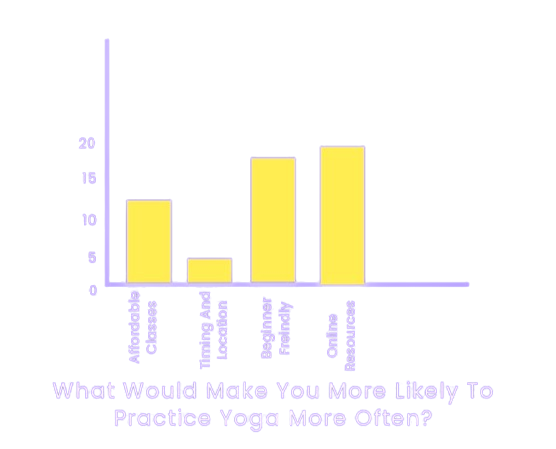 20
15
10
5
0
Affordable
Classes
Timing And
Location
Beginner
Freindly
Online
Resources
What Would Make You More Likely To
Practice Yoga More Often?